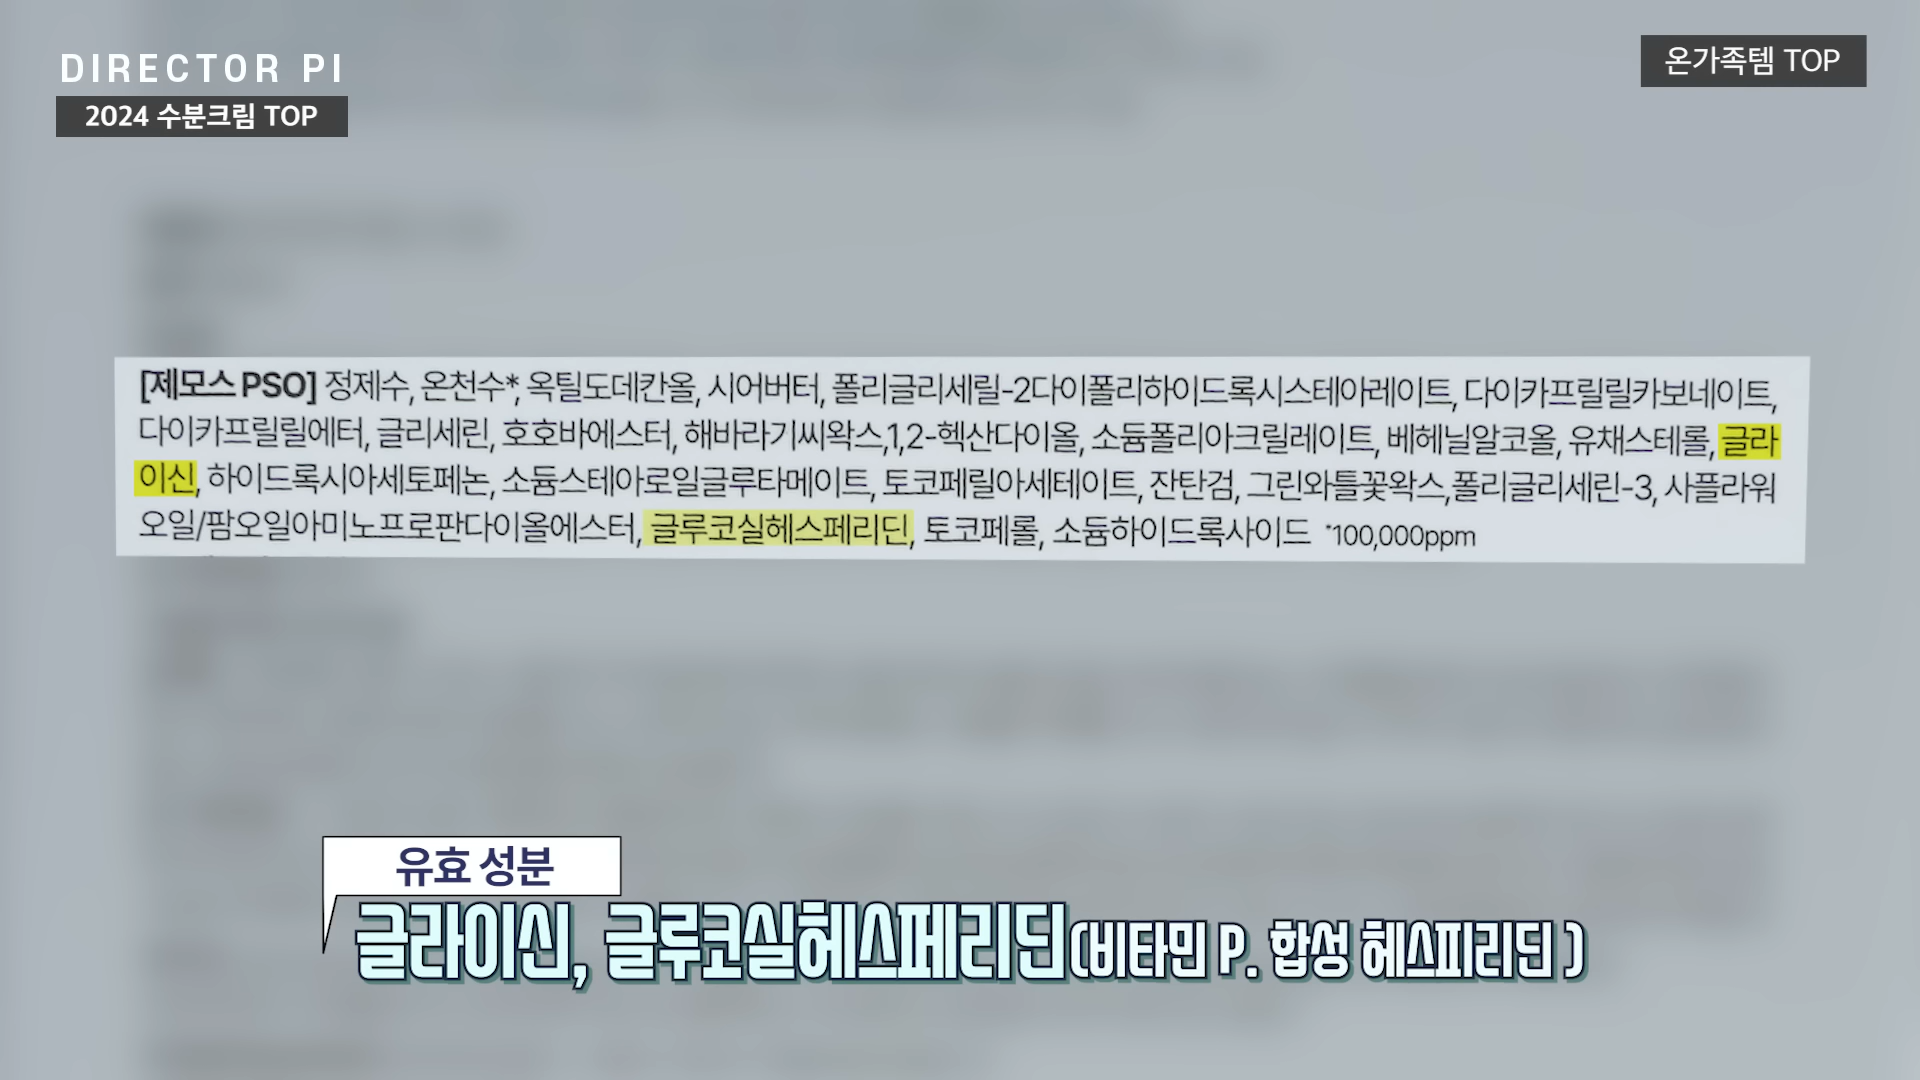 DIRECTOR PI
2024 수분크림 TOP
온가족템 TOP
[제모스 PSO] 정제수, 온천수*, 옥틸도데칸올, 시어버터, 폴리글리세릴-2다이폴리하이드록시스테아레이트, 다이카프릴릴카보네이트,
다이카프릴릴에터, 글리세린, 호호바에스터, 해바라기씨왁스,1,2-헥산다이올, 소듐폴리아크릴레이트, 베헤닐알코올, 유채스테롤, 글라
이신, 하이드록시아세토페논, 소듐스테아로일글루타메이트, 토코페릴아세테이트, 잔탄검, 그린와틀꽃왁스,폴리글리세린-3, 사플라워
오일/팜오일아미노프로판다이올에스터, 글루코실헤스페리딘, 토코페롤, 소듐하이드록사이드 *100,000ppm
유효 성분
글라이신, 글루코실헤스페리딘(비타민 P. 합성 헤스피리딘 )